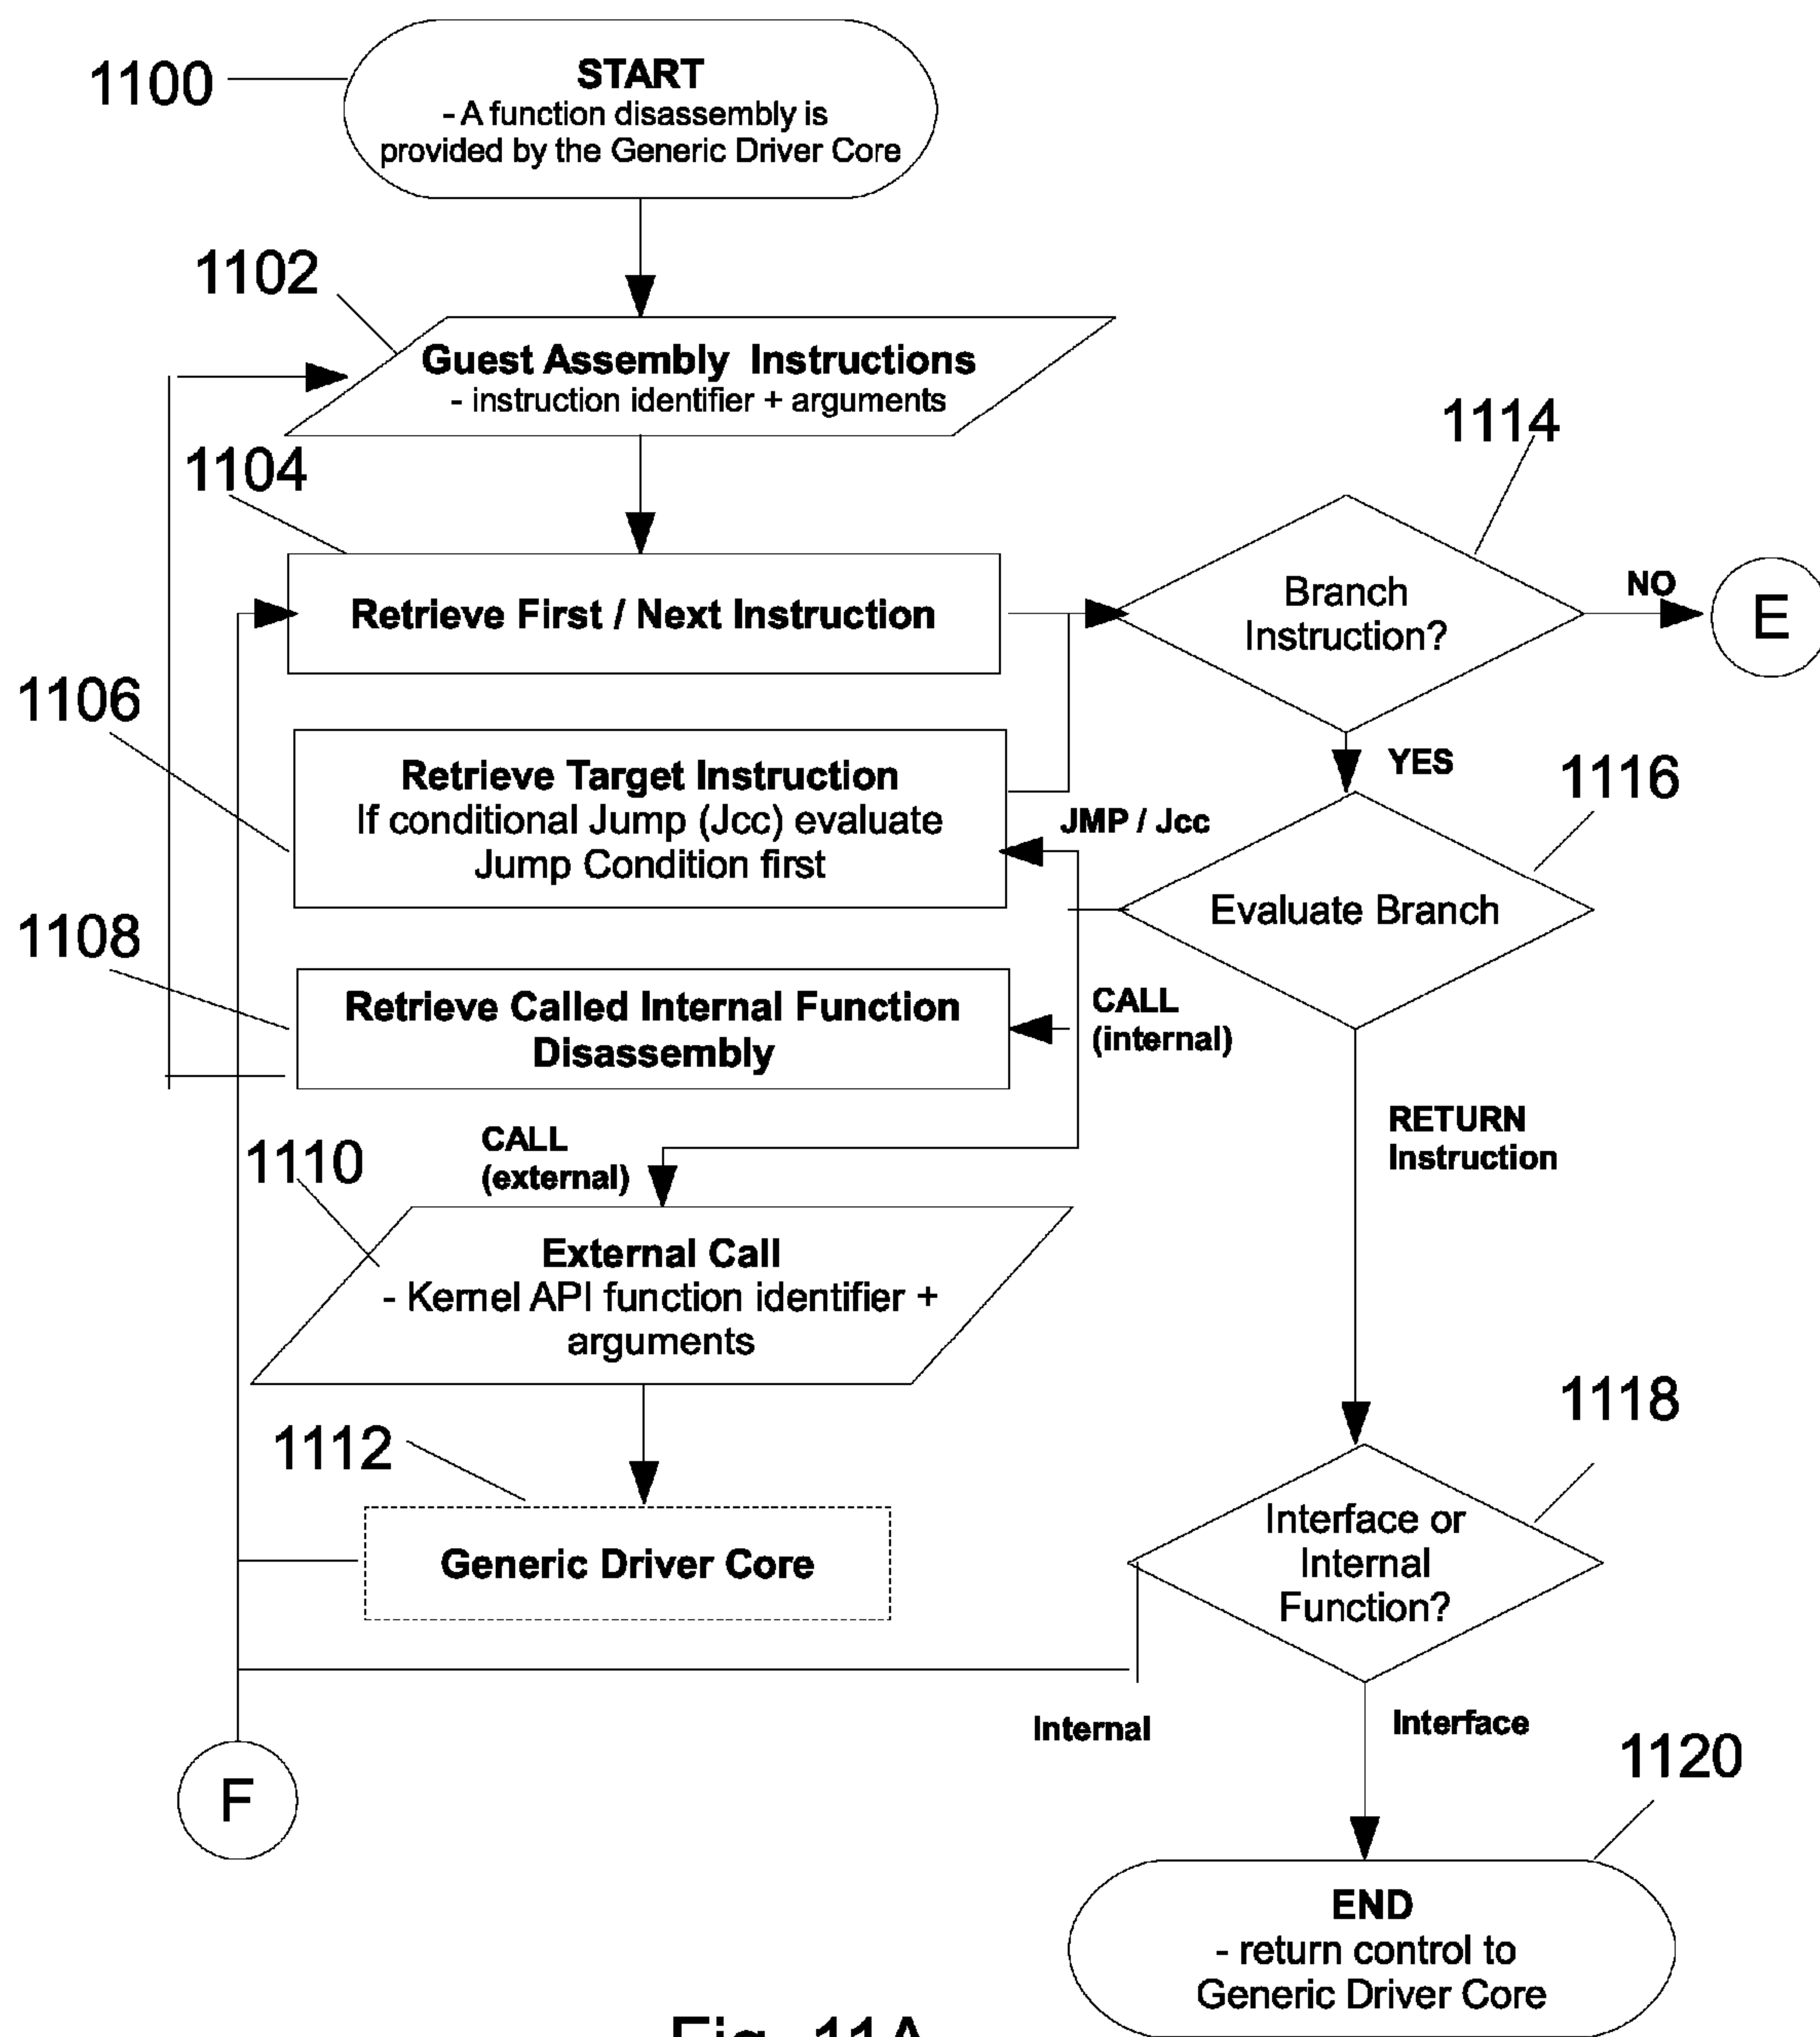 1100
START
- A function disassembly is
provided by the Generic Driver Core
1102
Guest Assembly Instructions
- instruction identifier + arguments
1104
Retrieve First / Next Instruction
1114
Branch
Instruction?
NO
E
1106
Retrieve Target Instruction
If conditional Jump (Jcc) evaluate
Jump Condition first
YES
JMP / Jcc
1116
Evaluate Branch
1108
Retrieve Called Internal Function
Disassembly
CALL
(internal)
RETURN
Instruction
CALL
(external)
1110
External Call
- Kernel API function identifier +
arguments
1112
Generic Driver Core
1118
Interface or
Internal
Function?
Internal
Interface
F
1120
END
- return control to
Generic Driver Core
Fig. 11A